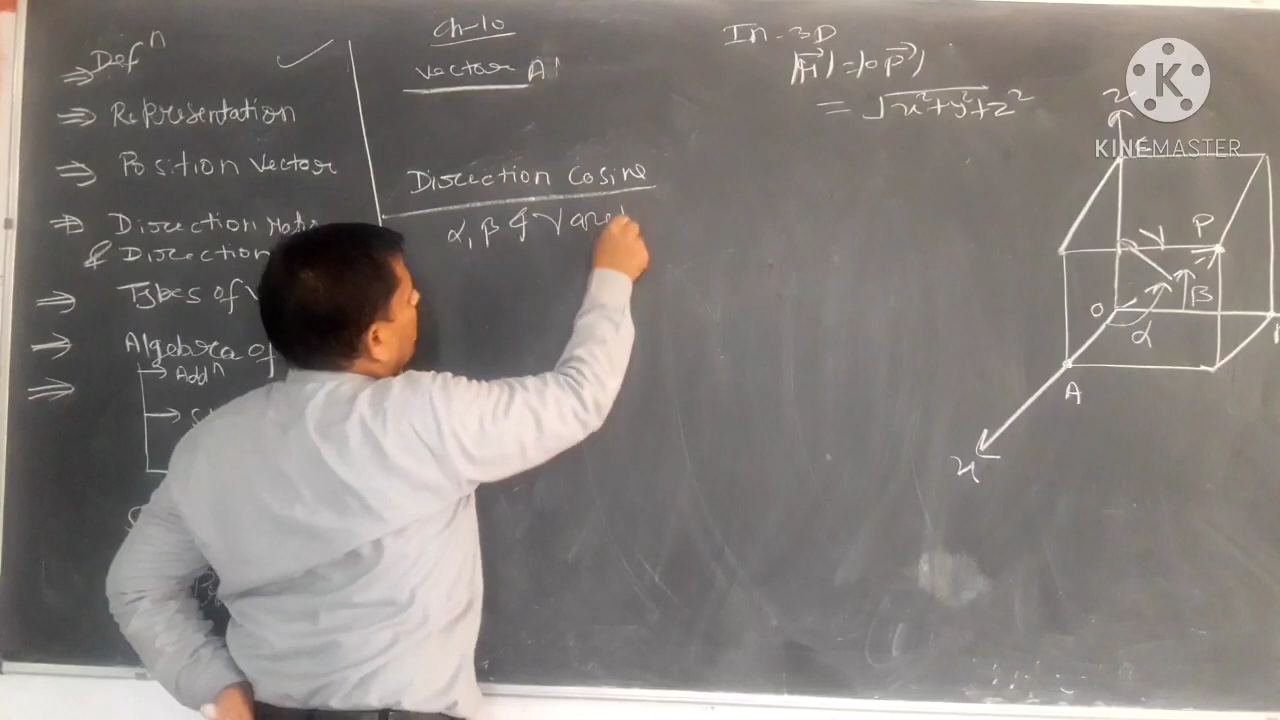 ⇒ Defⁿ
⇒ Representation
⇒ Position Vector
⇒ Direction
& Direction
⇒ Types of
⇒ Algebra of
→ Addⁿ
⇒
Ch-10
Vector Al
Direction Cosine
α, β & γ are
In 3D
|r⃗| = |OP⃗|
= √x²+y²+z²
K
KINEMASTER
z
P
O
β
α
A
x